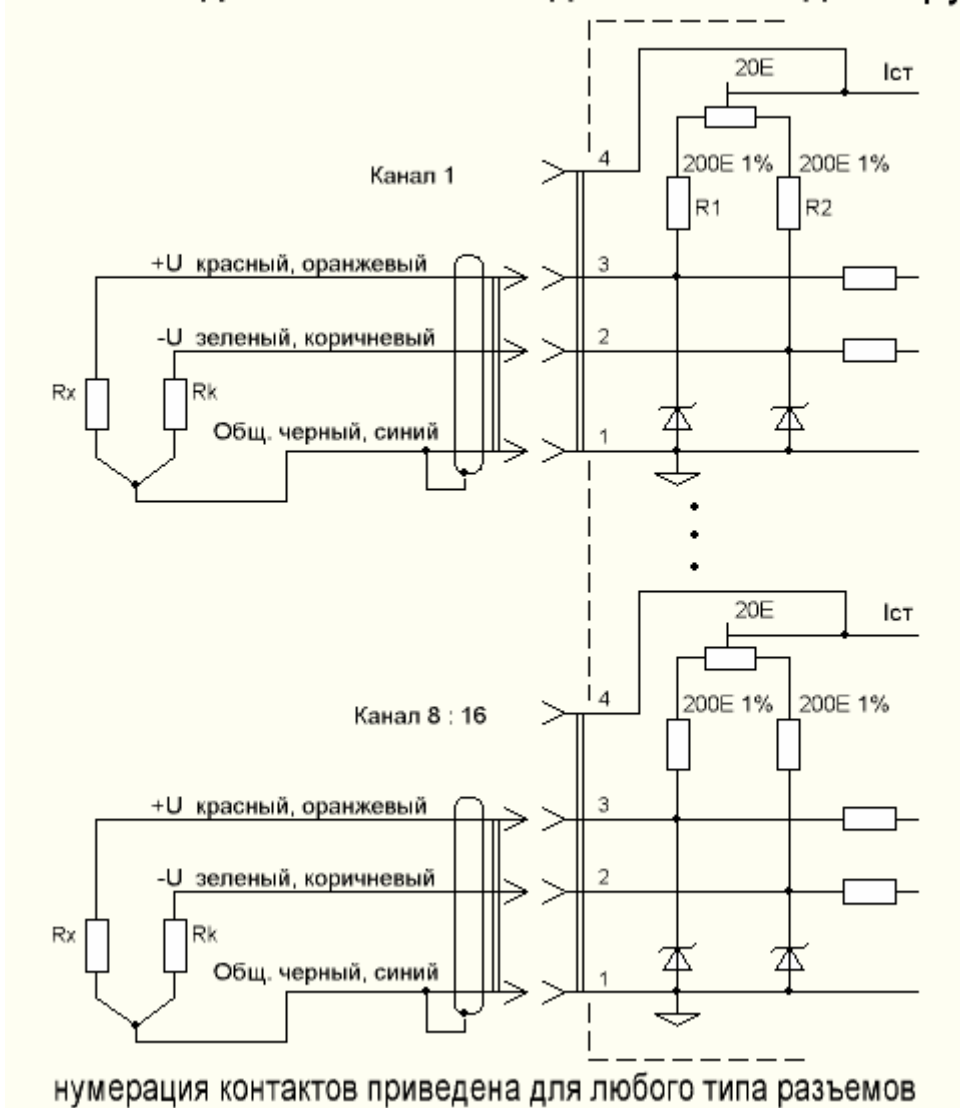 20E Iст
4
Канал 1
200E 1% 200E 1%
R1 R2
+U красный, оранжевый 3
-U зеленый, коричневый 2
Rx Rk
Общ. черный, синий 1
20E Iст
4
Канал 8 : 16
200E 1% 200E 1%
+U красный, оранжевый 3
-U зеленый, коричневый 2
Rx Rk
Общ. черный, синий 1
нумерация контактов приведена для любого типа разъемов